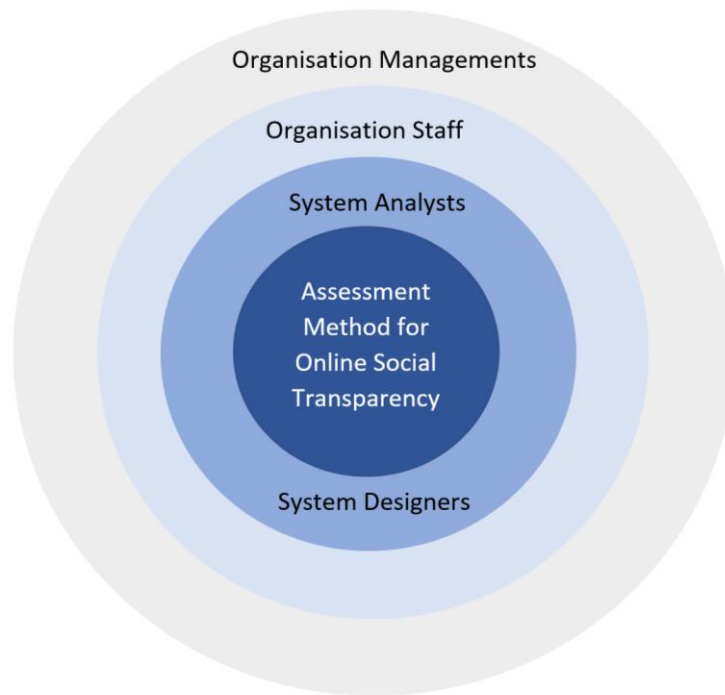 Organisation Managements
Organisation Staff
System Analysts
Assessment
Method for
Online Social
Transparency
System Designers